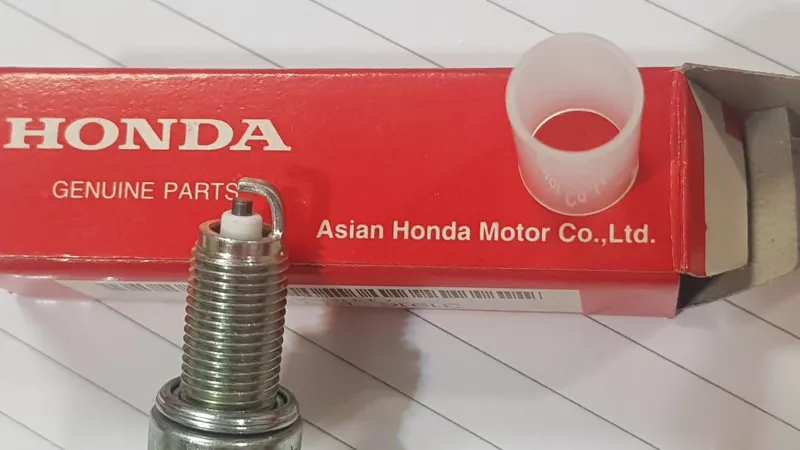 HONDA
GENUINE PARTS
Asian Honda Motor Co.,Ltd.